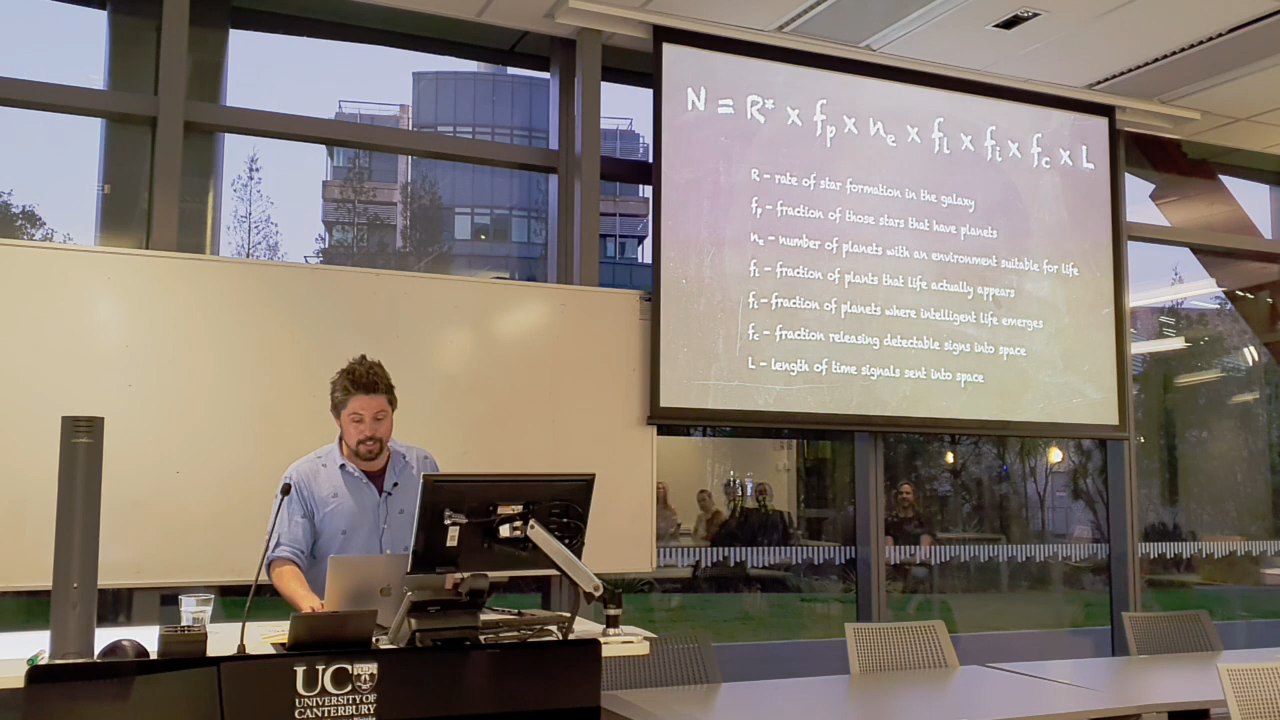 N = R* x fp x ne x fl x fi x fc x L
R - rate of star formation in the galaxy
fp - fraction of those stars that have planets
ne - number of planets with an environment suitable for life
fl - fraction of plants that life actually appears
fi - fraction of planets where intelligent life emerges
fc - fraction releasing detectable signs into space
L - length of time signals sent into space
UC
UNIVERSITY OF
CANTERBURY